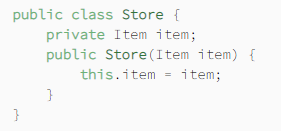 public class Store {
    private Item item;
    public Store(Item item) {
        this.item = item;
    }
}